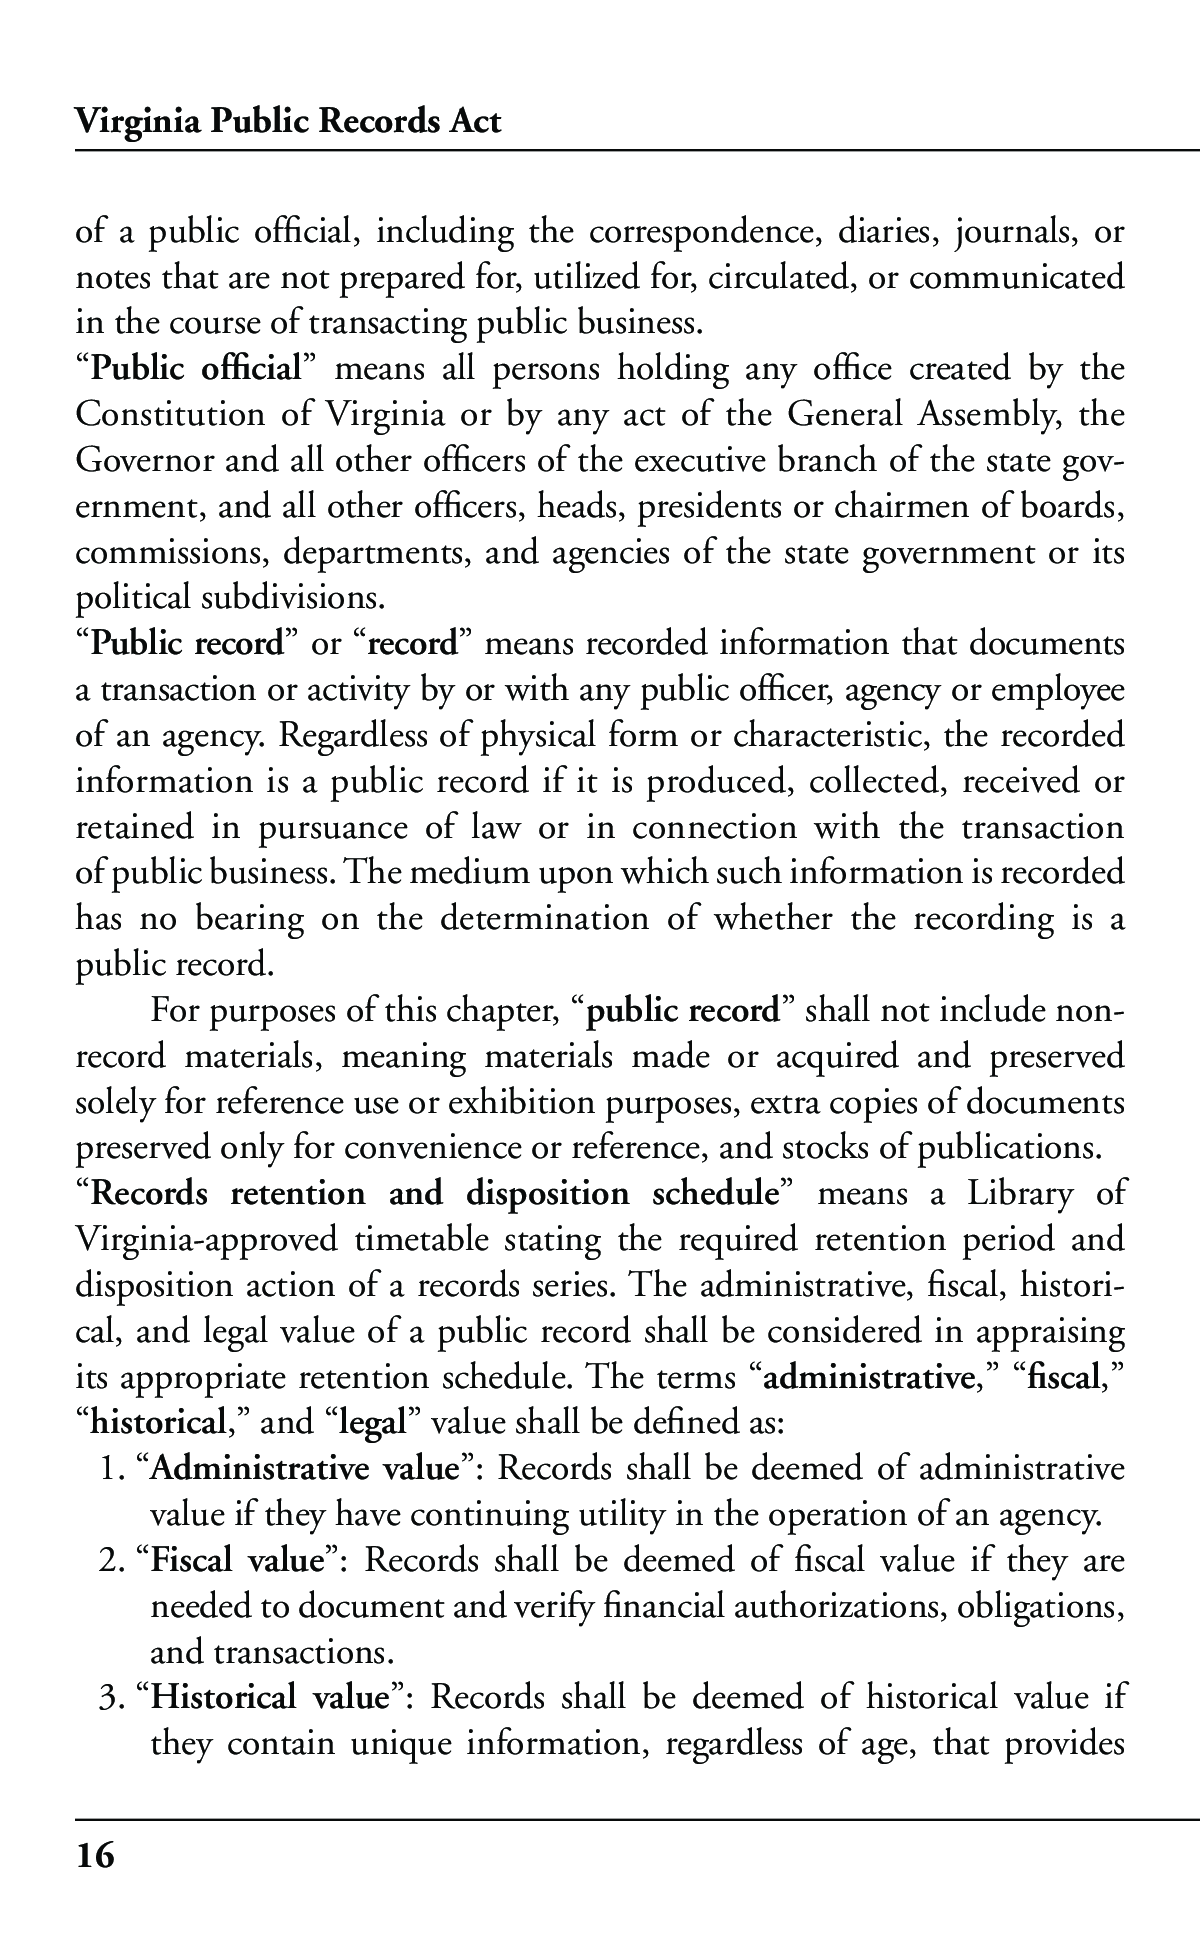 Virginia Public Records Act
of a public official, including the correspondence, diaries, journals, or
notes that are not prepared for, utilized for, circulated, or communicated
in the course of transacting public business.
“Public official” means all persons holding any office created by the
Constitution of Virginia or by any act of the General Assembly, the
Governor and all other officers of the executive branch of the state gov-
ernment, and all other officers, heads, presidents or chairmen of boards,
commissions, departments, and agencies of the state government or its
political subdivisions.
“Public record” or “record” means recorded information that documents
a transaction or activity by or with any public officer, agency or employee
of an agency. Regardless of physical form or characteristic, the recorded
information is a public record if it is produced, collected, received or
retained in pursuance of law or in connection with the transaction
of public business. The medium upon which such information is recorded
has no bearing on the determination of whether the recording is a
public record.
For purposes of this chapter, “public record” shall not include non-
record materials, meaning materials made or acquired and preserved
solely for reference use or exhibition purposes, extra copies of documents
preserved only for convenience or reference, and stocks of publications.
“Records retention and disposition schedule” means a Library of
Virginia-approved timetable stating the required retention period and
disposition action of a records series. The administrative, fiscal, histori-
cal, and legal value of a public record shall be considered in appraising
its appropriate retention schedule. The terms “administrative,” “fiscal,”
“historical,” and “legal” value shall be defined as:
1. “Administrative value”: Records shall be deemed of administrative
value if they have continuing utility in the operation of an agency.
2. “Fiscal value”: Records shall be deemed of fiscal value if they are
needed to document and verify financial authorizations, obligations,
and transactions.
3. “Historical value”: Records shall be deemed of historical value if
they contain unique information, regardless of age, that provides
16